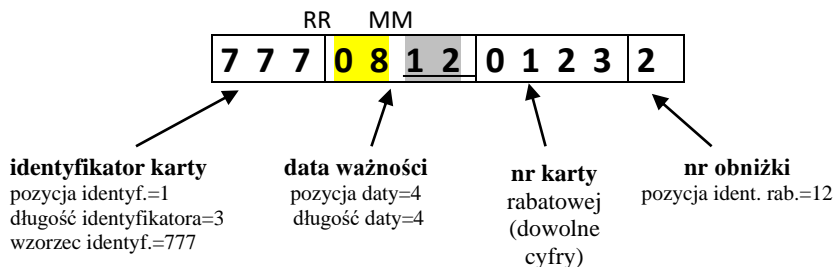 RR MM
7 7 7 0 8 1 2 0 1 2 3 2
identyfikator karty
pozycja identyf.=1
długość identyfikatora=3
wzorzec identyf.=777
data ważności
pozycja daty=4
długość daty=4
nr karty
rabatowej
(dowolne
cyfry)
nr obniżki
pozycja ident. rab.=12